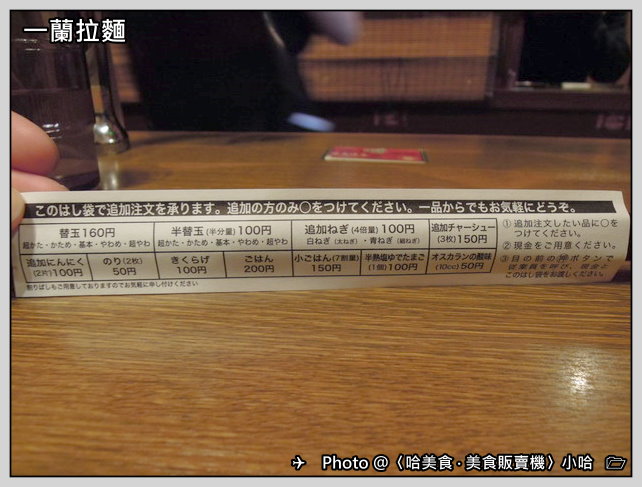 一蘭拉麵
このはし袋で追加注文を承ります。追加の方のみ○をつけてください。一品からでもお気軽にどうぞ。
替玉160円
超かた・かため・基本・やわめ・超やわ
半替玉(半分量)100円
超かた・かため・基本・やわめ・超やわ
追加ねぎ(4倍量)100円
白ねぎ(太ねぎ)・青ねぎ(細ねぎ)
追加チャーシュー
(3枚)150円
追加にんにく
(2片)100円
のり(2枚)
50円
きくらげ
100円
ごはん
200円
小ごはん(7割量)
150円
半熟塩ゆでたまご
(1個)100円
オスカランの酸味
(10cc)50円
①追加注文したい品に○を
つけてください。
②現金をご用意ください。
③目の前の㊞ボタンで
従業員を呼び、現金と
このはし袋をお渡しください。
割りばしもご用意しておりますのでお気軽に申し付けください
Photo @〈哈美食·美食販賣機〉小哈